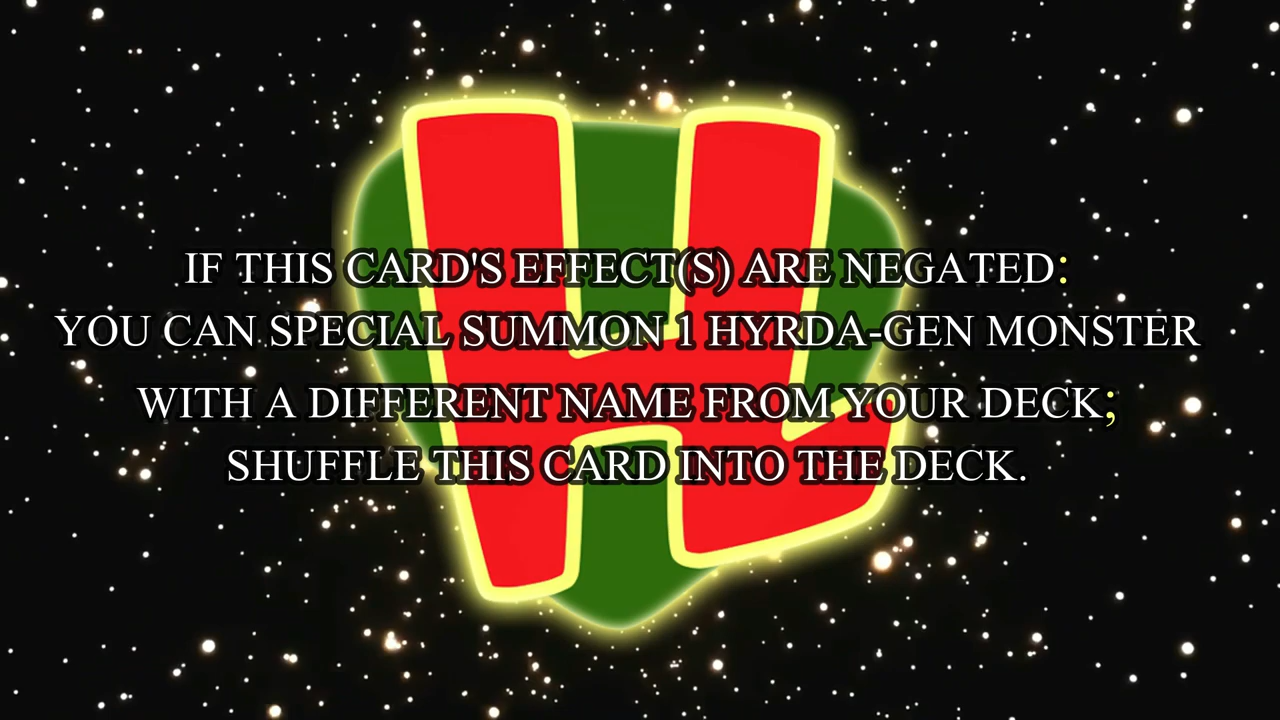 IF THIS CARD'S EFFECT(S) ARE NEGATED:
YOU CAN SPECIAL SUMMON 1 HYRDA-GEN MONSTER
WITH A DIFFERENT NAME FROM YOUR DECK;
SHUFFLE THIS CARD INTO THE DECK.
HL